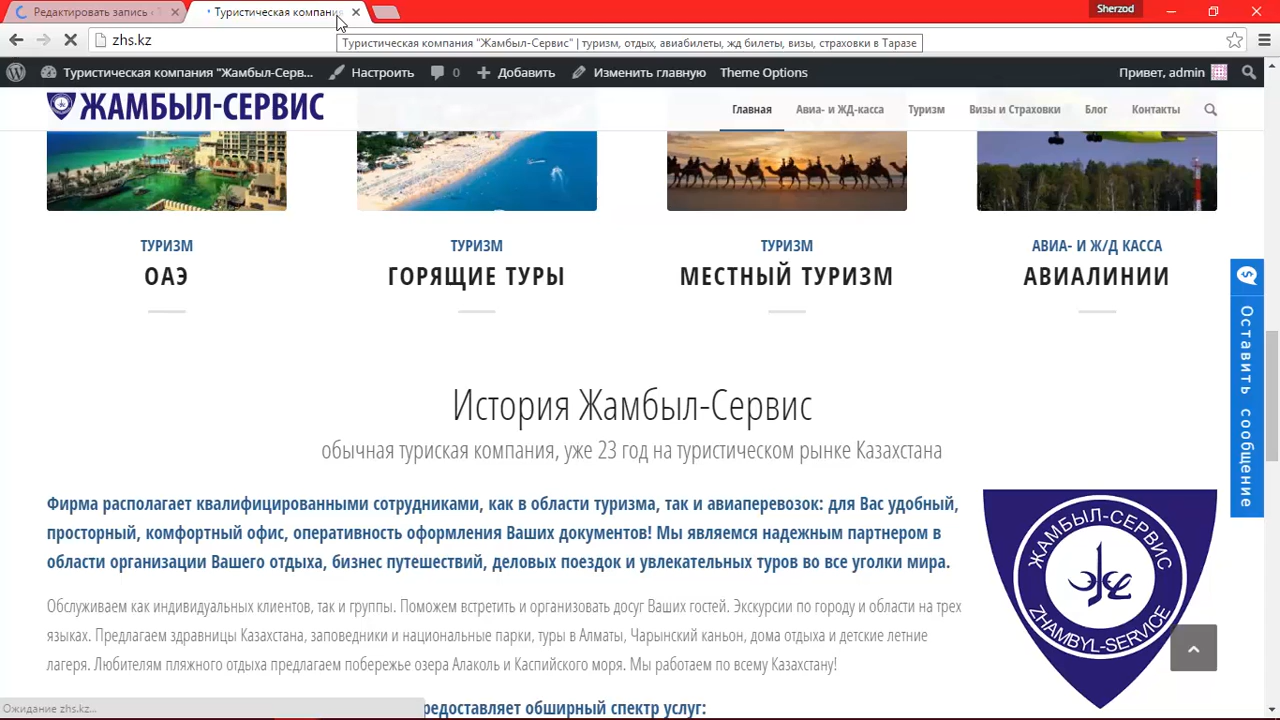 Редактировать запись ‹
Туристическая компания
Sherzod
zhs.kz
Туристическая компания "Жамбыл-Сервис" | туризм, отдых, авиабилеты, жд билеты, визы, страховки в Таразе
Туристическая компания "Жамбыл-Серв... Настроить 0 Добавить Изменить главную Theme Options Привет, admin
ЖАМБЫЛ-СЕРВИС
Главная Авиа- и ЖД-касса Туризм Визы и Страховки Блог Контакты
ТУРИЗМ ТУРИЗМ ТУРИЗМ АВИА- И Ж/Д КАССА
ОАЭ ГОРЯЩИЕ ТУРЫ МЕСТНЫЙ ТУРИЗМ АВИАЛИНИИ
Оставить сообщение
История Жамбыл-Сервис
обычная туриская компания, уже 23 год на туристическом рынке Казахстана
Фирма располагает квалифицированными сотрудниками, как в области туризма, так и авиаперевозок: для Вас удобный,
просторный, комфортный офис, оперативность оформления Ваших документов! Мы являемся надежным партнером в
области организации Вашего отдыха, бизнес путешествий, деловых поездок и увлекательных туров во все уголки мира.
ЖАМБЫЛ-СЕРВИС
ZHAMBYL-SERVICE
Обслуживаем как индивидуальных клиентов, так и группы. Поможем встретить и организовать досуг Ваших гостей. Экскурсии по городу и области на трех
языках. Предлагаем здравницы Казахстана, заповедники и национальные парки, туры в Алматы, Чарынский каньон, дома отдыха и детские летние
лагеря. Любителям пляжного отдыха предлагаем побережье озера Алаколь и Каспийского моря. Мы работаем по всему Казахстану!
редоставляет обширный спектр услуг:
Ожидание zhs.kz...